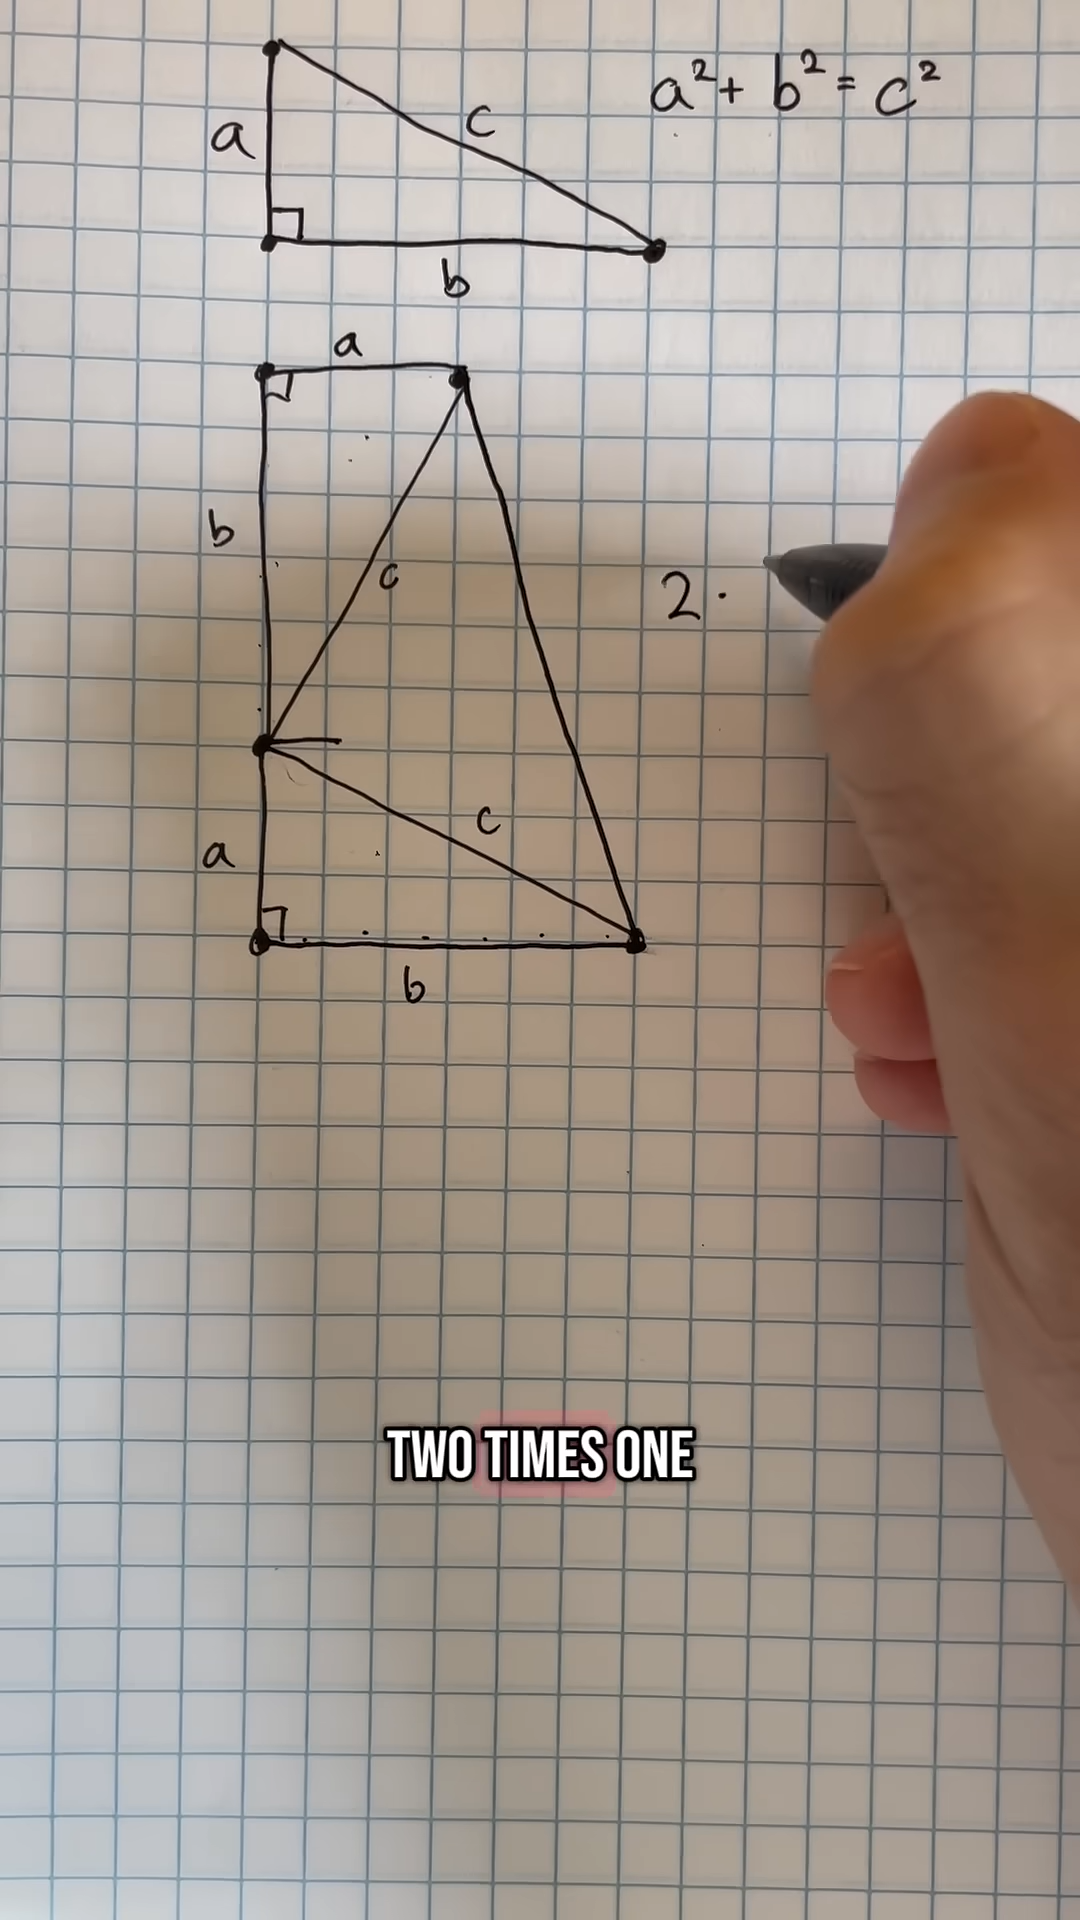 a
c
a² + b² = c²
b
a
b
c
2 ·
c
a
b
TWO TIMES ONE